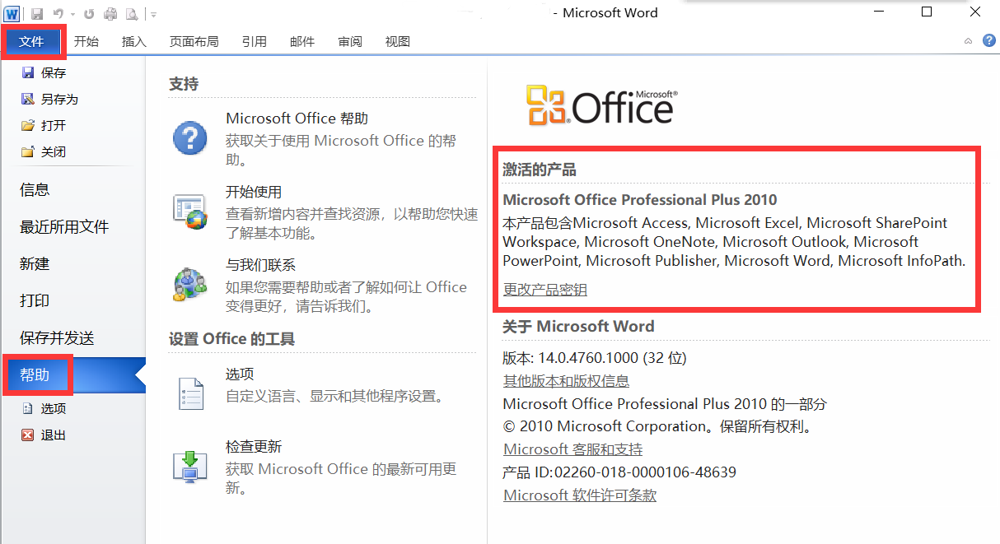 - Microsoft Word
文件 开始 插入 页面布局 引用 邮件 审阅 视图
保存
另存为
打开
关闭
信息
最近所用文件
新建
打印
保存并发送
帮助
选项
退出
支持
Microsoft Office 帮助
获取关于使用 Microsoft Office 的帮
助。
开始使用
查看新增内容并查找资源，以帮助您快速
了解基本功能。
与我们联系
如果您需要帮助或者了解如何让 Office
变得更好，请告诉我们。
设置 Office 的工具
选项
自定义语言、显示和其他程序设置。
检查更新
获取 Microsoft Office 的最新可用更
新。
Microsoft®
Office
激活的产品
Microsoft Office Professional Plus 2010
本产品包含Microsoft Access, Microsoft Excel, Microsoft SharePoint
Workspace, Microsoft OneNote, Microsoft Outlook, Microsoft
PowerPoint, Microsoft Publisher, Microsoft Word, Microsoft InfoPath.
更改产品密钥
关于 Microsoft Word
版本: 14.0.4760.1000 (32 位)
其他版本和版权信息
Microsoft Office Professional Plus 2010 的一部分
© 2010 Microsoft Corporation。保留所有权利。
Microsoft 客服和支持
产品 ID:02260-018-0000106-48639
Microsoft 软件许可条款